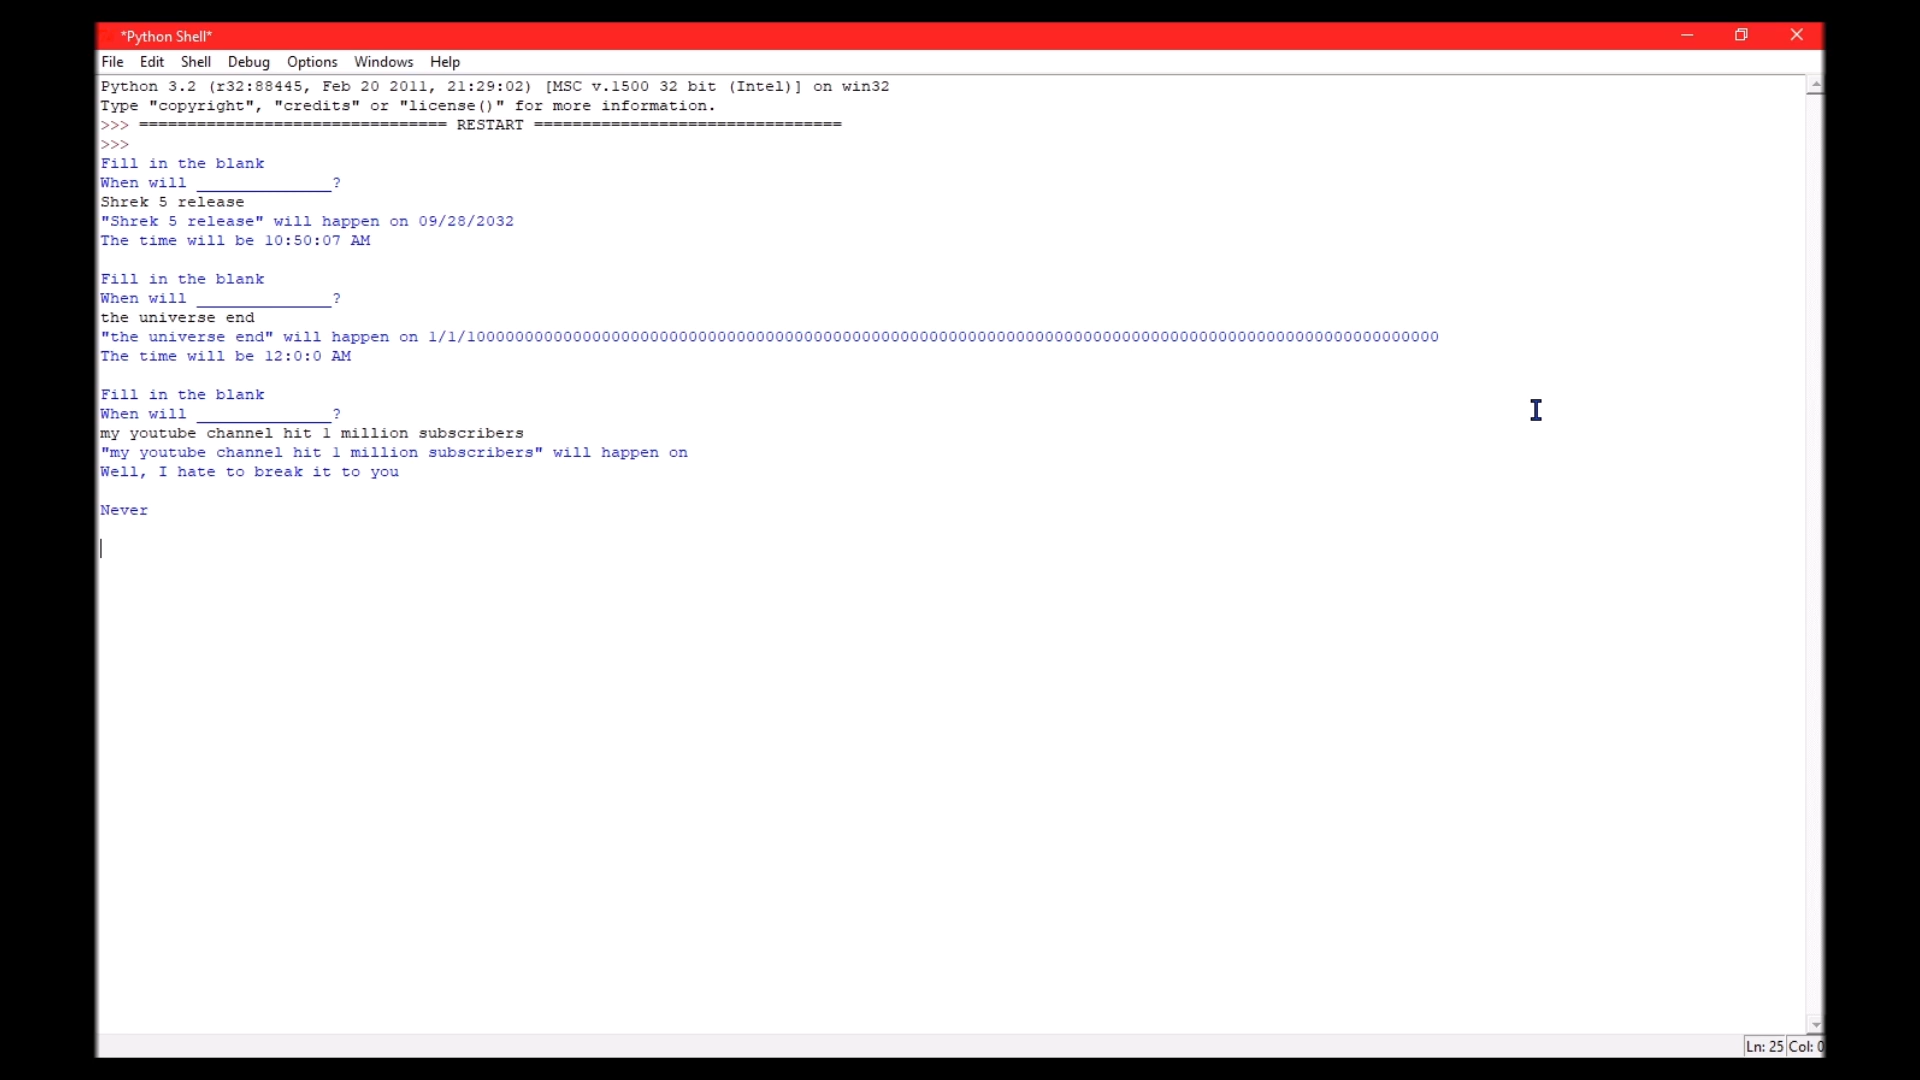 *Python Shell*
File Edit Shell Debug Options Windows Help
Python 3.2 (r32:88445, Feb 20 2011, 21:29:02) [MSC v.1500 32 bit (Intel)] on win32
Type "copyright", "credits" or "license()" for more information.
>>> ================================ RESTART ================================
>>>
Fill in the blank
When will ______________?
Shrek 5 release
"Shrek 5 release" will happen on 09/28/2032
The time will be 10:50:07 AM
Fill in the blank
When will ______________?
the universe end
"the universe end" will happen on 1/1/10000000000000000000000000000000000000000000000000000000000000000000000000000000000000000000000000000
The time will be 12:0:0 AM
Fill in the blank
When will ______________?
my youtube channel hit 1 million subscribers
"my youtube channel hit 1 million subscribers" will happen on
Well, I hate to break it to you
Never
Ln: 25 Col: 0